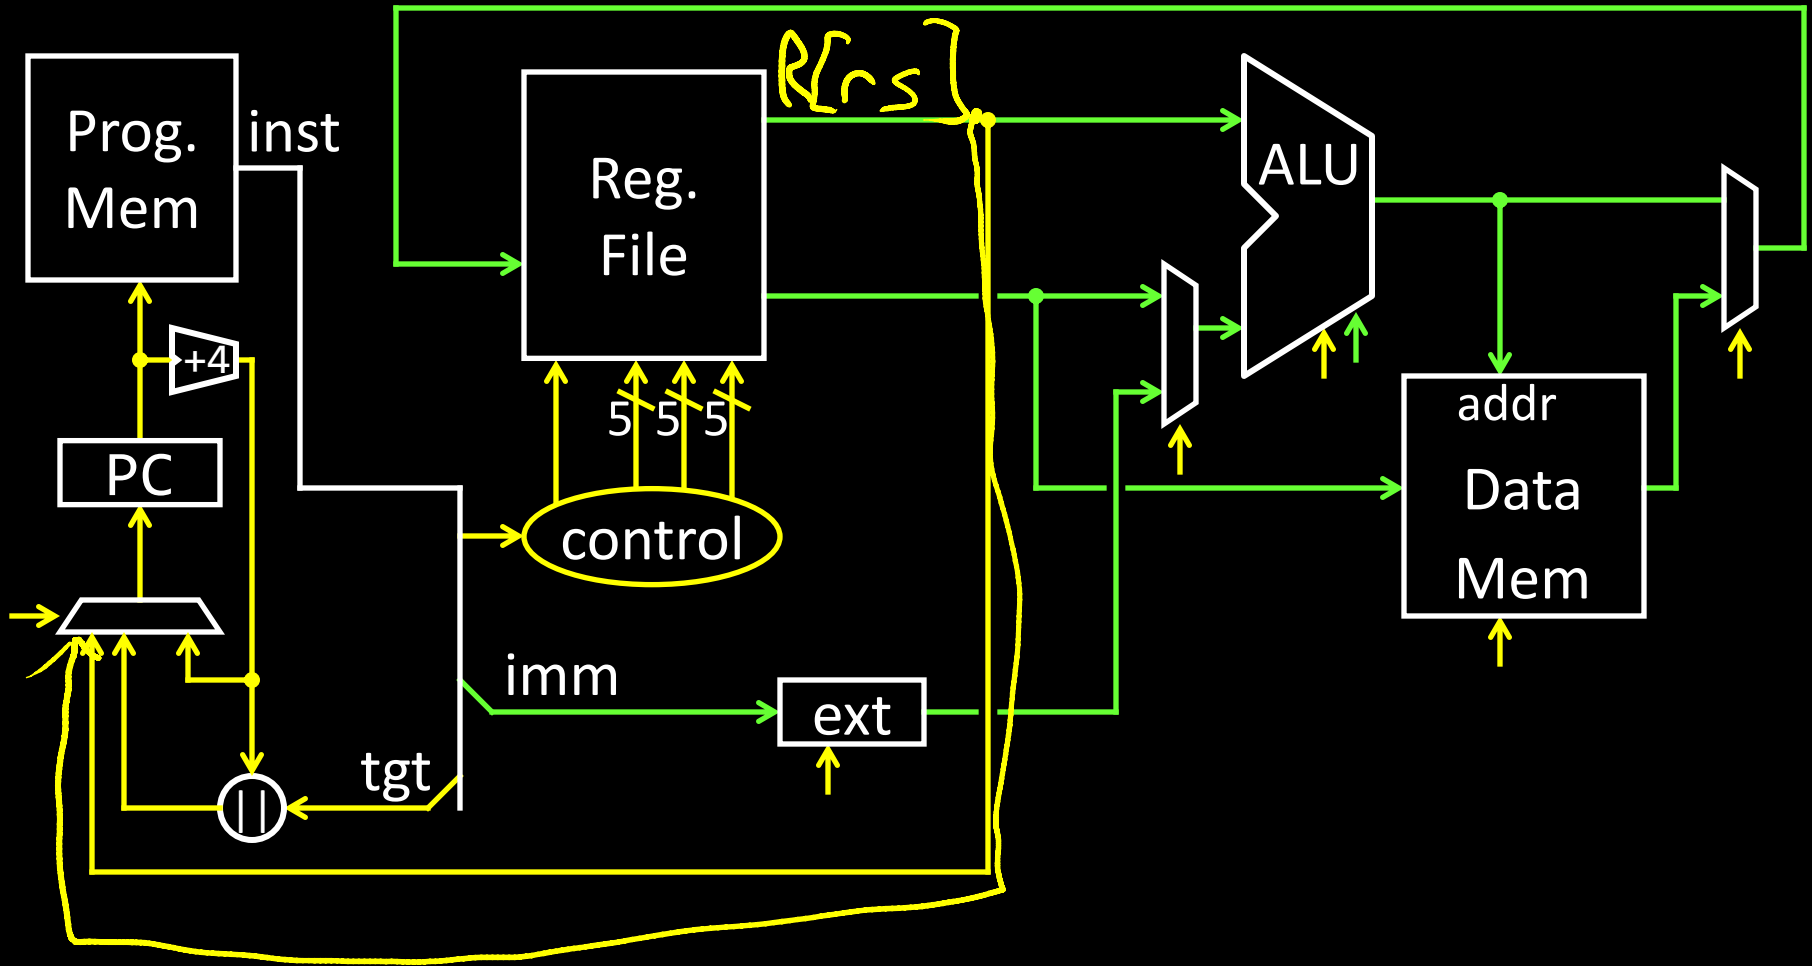 R[rs]
Prog.
Mem
inst
Reg.
File
ALU
+4
5 5 5
PC
addr
Data
Mem
control
imm
ext
tgt
||